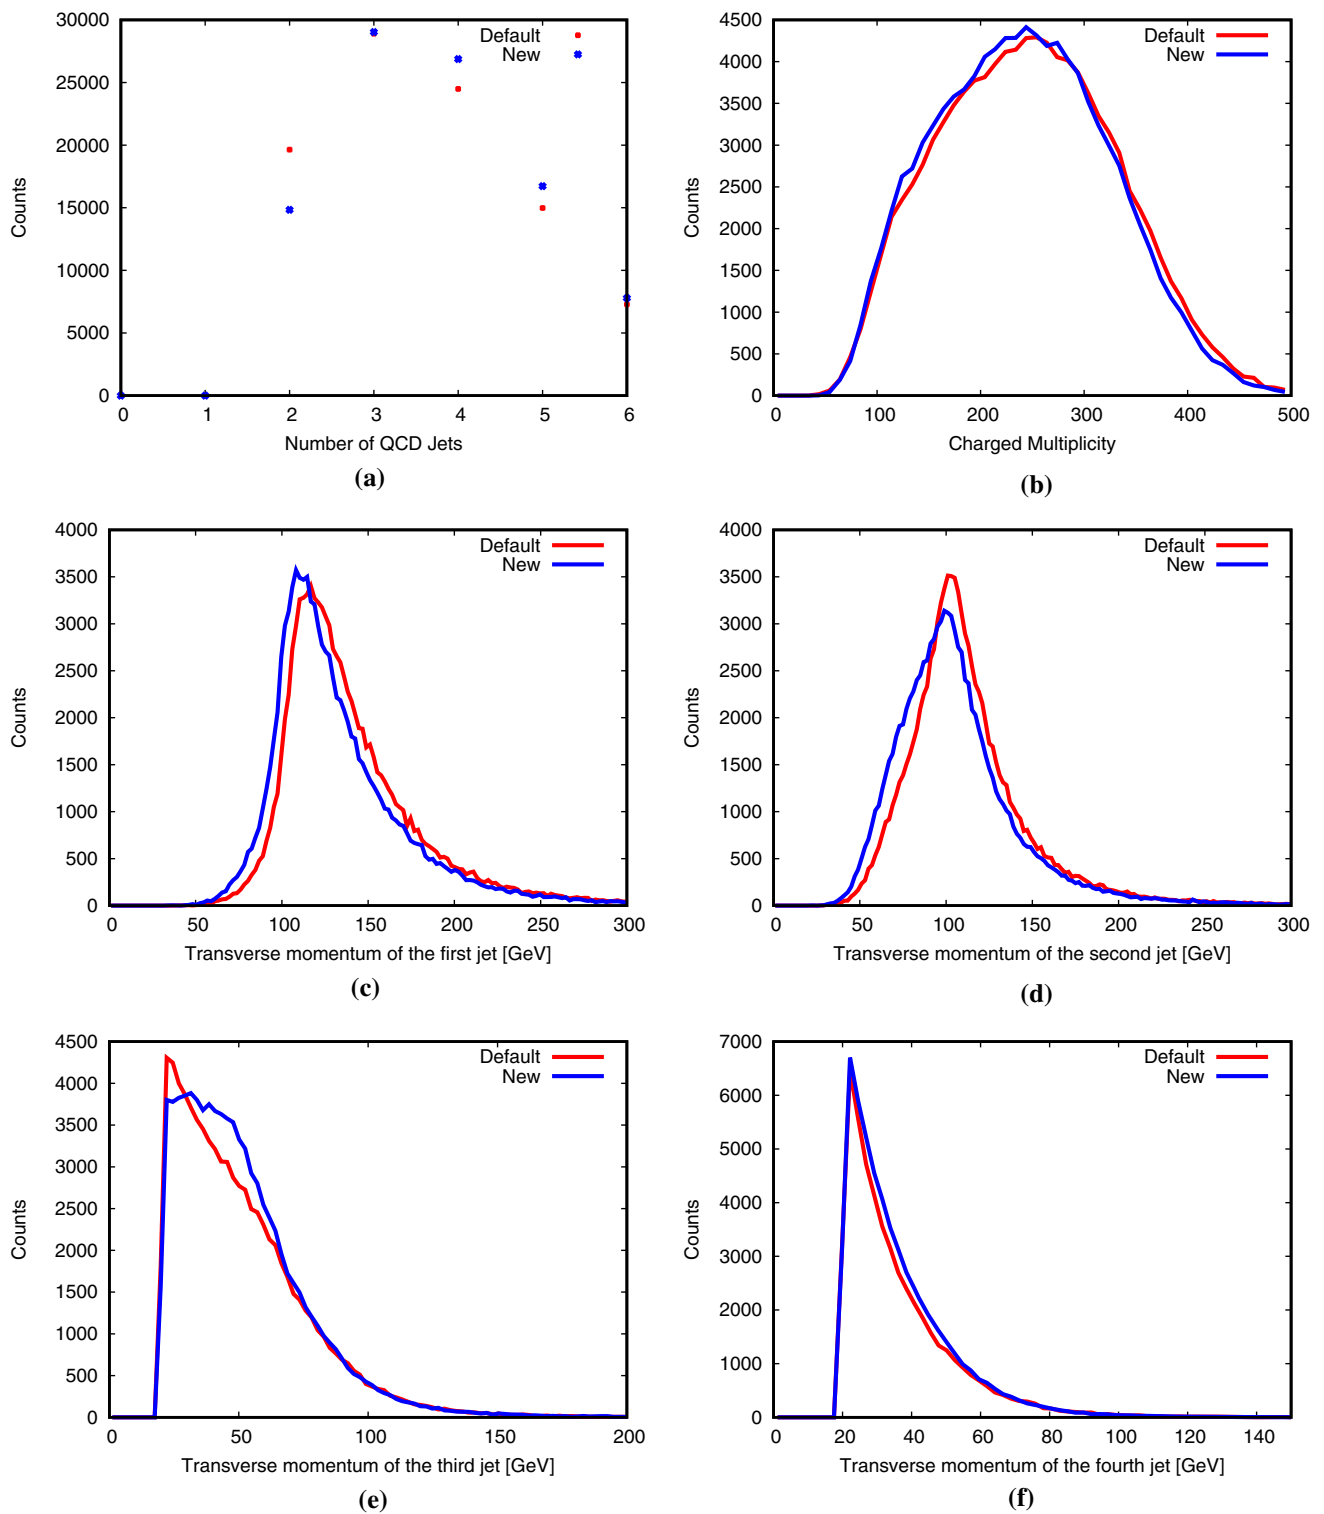 30000
25000
20000
15000
10000
5000
0
Counts
0 1 2 3 4 5 6
Number of QCD Jets
Default
New
(a)
4500
4000
3500
3000
2500
2000
1500
1000
500
0
Counts
0 100 200 300 400 500
Charged Multiplicity
Default
New
(b)
4000
3500
3000
2500
2000
1500
1000
500
0
Counts
0 50 100 150 200 250 300
Transverse momentum of the first jet [GeV]
Default
New
(c)
4000
3500
3000
2500
2000
1500
1000
500
0
Counts
0 50 100 150 200 250 300
Transverse momentum of the second jet [GeV]
Default
New
(d)
4500
4000
3500
3000
2500
2000
1500
1000
500
0
Counts
0 50 100 150 200
Transverse momentum of the third jet [GeV]
Default
New
(e)
7000
6000
5000
4000
3000
2000
1000
0
Counts
0 20 40 60 80 100 120 140
Transverse momentum of the fourth jet [GeV]
Default
New
(f)